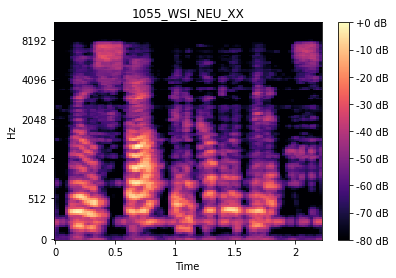 1055_WSI_NEU_XX
+0 dB
8192
-10 dB
4096
-20 dB
-30 dB
2048
-40 dB
Hz
1024
-50 dB
-60 dB
512
-70 dB
0
-80 dB
0
0.5
1
1.5
2
Time